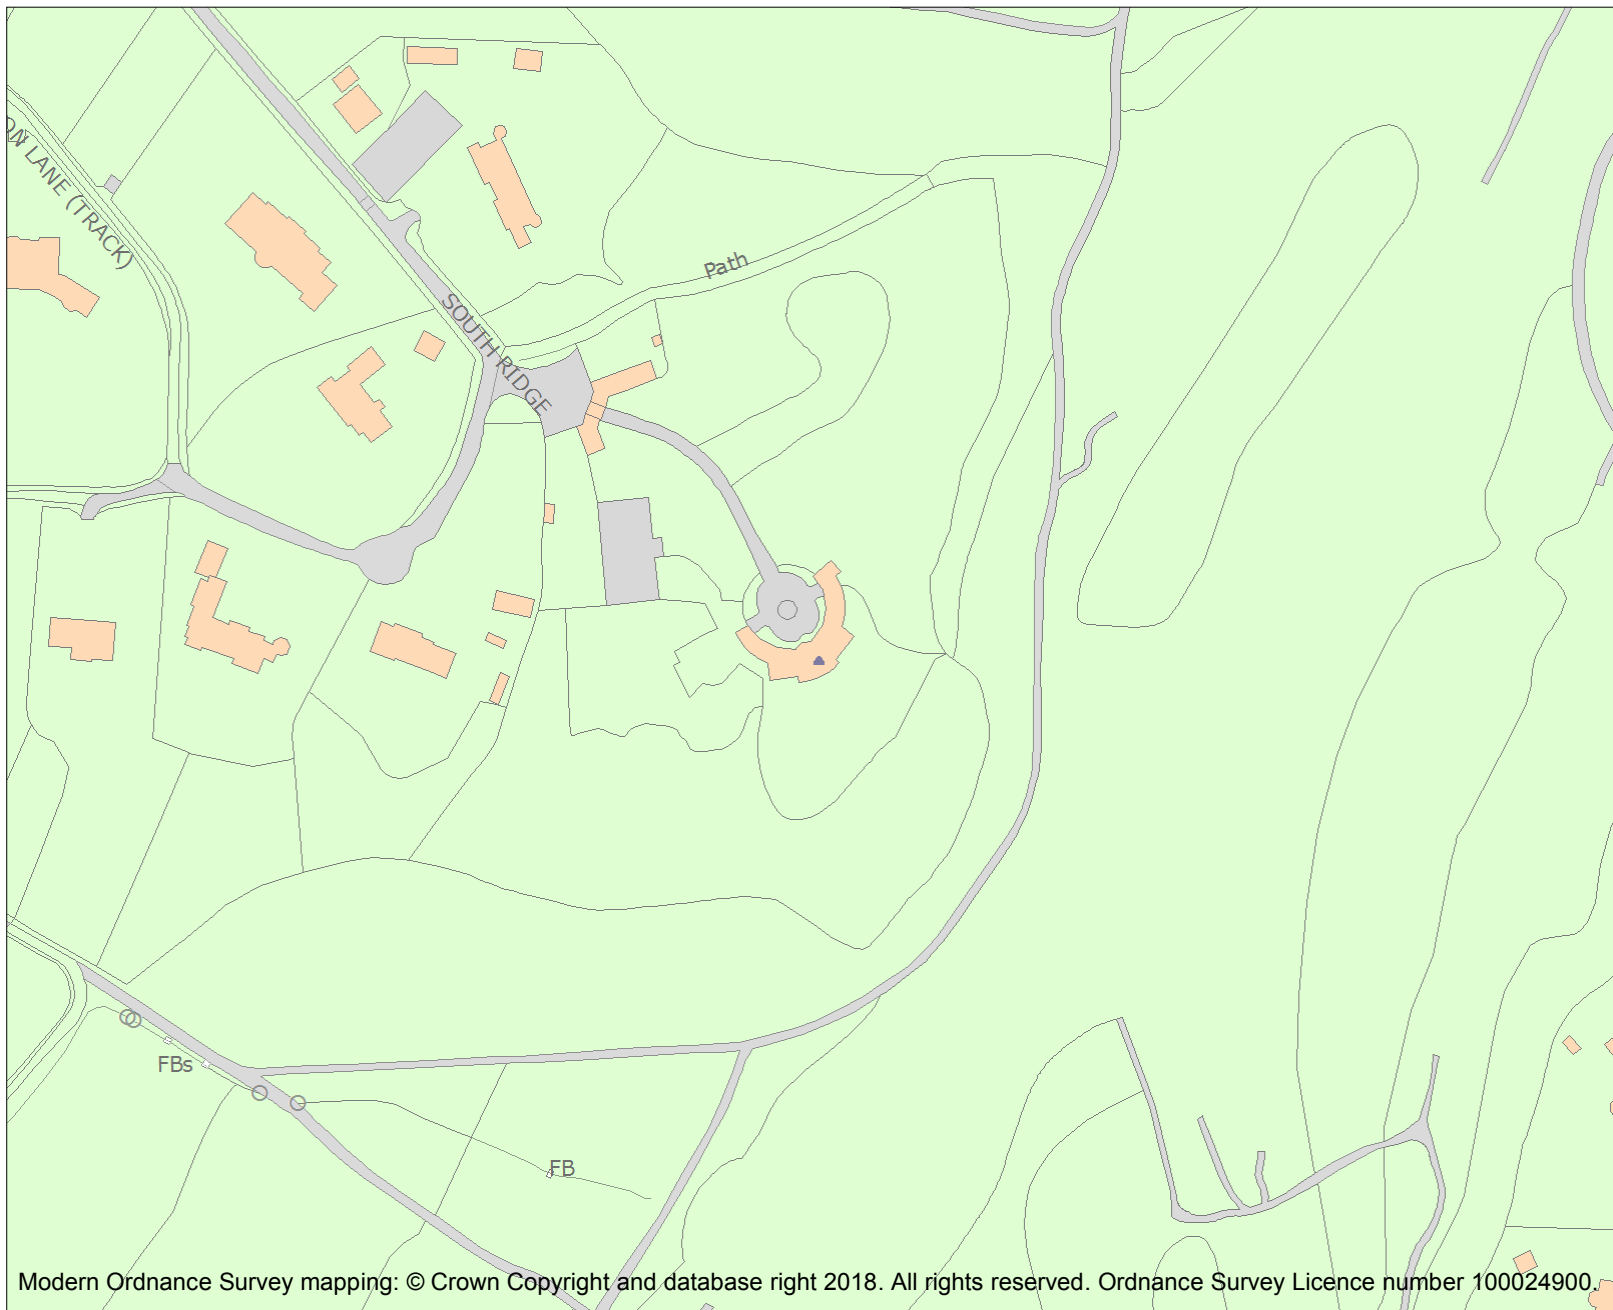 ON LANE (TRACK)
Path
SOUTH RIDGE
FBs
FB
Modern Ordnance Survey mapping: © Crown Copyright and database right 2018. All rights reserved. Ordnance Survey Licence number 100024900.